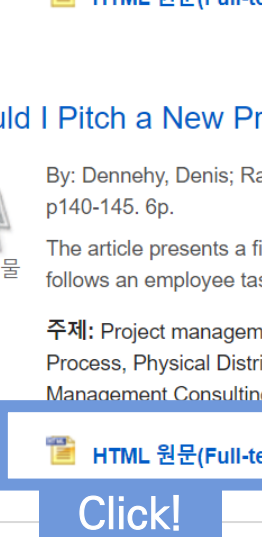 HTML 원문(Full-te
uld I Pitch a New Pr
By: Dennehy, Denis; Ra
p140-145. 6p.
The article presents a fi
물
follows an employee tas
주제: Project managem
Process, Physical Distri
Management Consulting
HTML 원문(Full-te
Click!